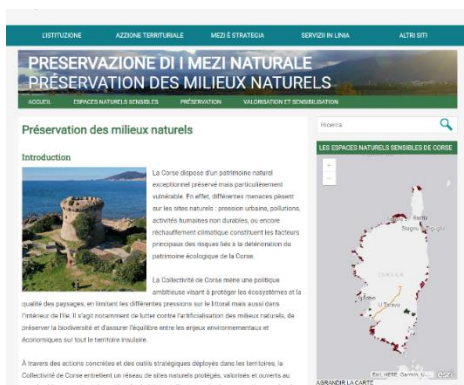 L'ISTITUZIONE AZZIONE TERRITURIALE MEZI È STRATEGIA SERVIZII IN LINIA ALTRI SITI
PRESERVAZIONE DI I MEZI NATURALE
PRÉSERVATION DES MILIEUX NATURELS
ACCUEIL ESPACES NATURELS SENSIBLES PRÉSERVATION VALORISATION ET SENSIBILISATION
Préservation des milieux naturels
Ricerca
LES ESPACES NATURELS SENSIBLES DE CORSE
Introduction
La Corse dispose d'un patrimoine naturel
exceptionnel préservé mais particulièrement
vulnérable. En effet, différentes menaces pèsent
sur les sites naturels : pression urbaine, pollutions,
activités humaines non durables, ou encore
réchauffement climatique constituent les facteurs
principaux des risques liés à la détérioration du
patrimoine écologique de la Corse.
La Collectivité de Corse mène une politique
ambitieuse visant à protéger les écosystèmes et la
qualité des paysages, en limitant les différentes pressions sur le littoral mais aussi dans
l'intérieur de l'île. Il s'agit notamment de lutter contre l'artificialisation des milieux naturels, de
préserver la biodiversité et d'assurer l'équilibre entre les enjeux environnementaux et
économiques sur tout le territoire insulaire.
À travers des actions concrètes et des outils stratégiques déployés dans les territoires, la
Collectivité de Corse entretient un réseau de sites naturels protégés, valorisés et ouverts au
Esri, HERE, Garmin,
esri
AGRANDIR LA CARTE